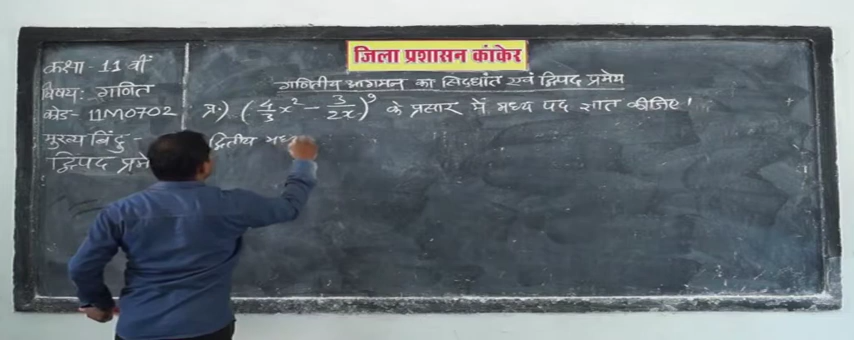 जिला प्रशासन कांकेर
कक्षा - 11 वीं
विषय: गणित
कोड- 11M0702
मुख्य बिंदु -
द्विपद प्रमे
गणितीय आगमन का सिद्धांत एवं द्विपद प्रमेय
प्र.) (4/3 x² - 3/2x)⁹ के प्रसार में मध्य पद ज्ञात कीजिए।
द्वितीय मध्य